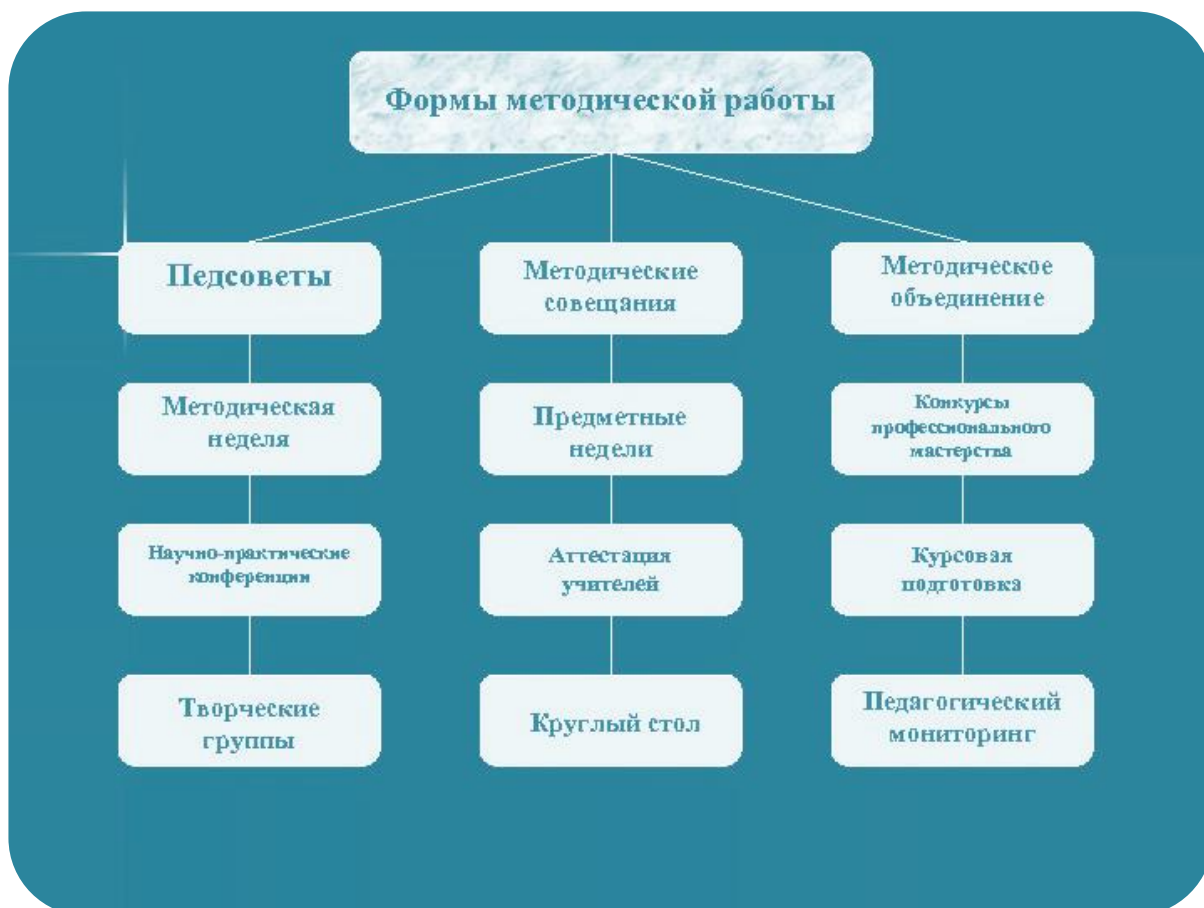 Формы методической работы
Педсоветы
Методические
совещания
Методическое
объединение
Методическая
неделя
Предметные
недели
Конкурсы
профессионального
мастерства
Научно-практические
конференции
Аттестация
учителей
Курсовая
подготовка
Творческие
группы
Круглый стол
Педагогический
мониторинг